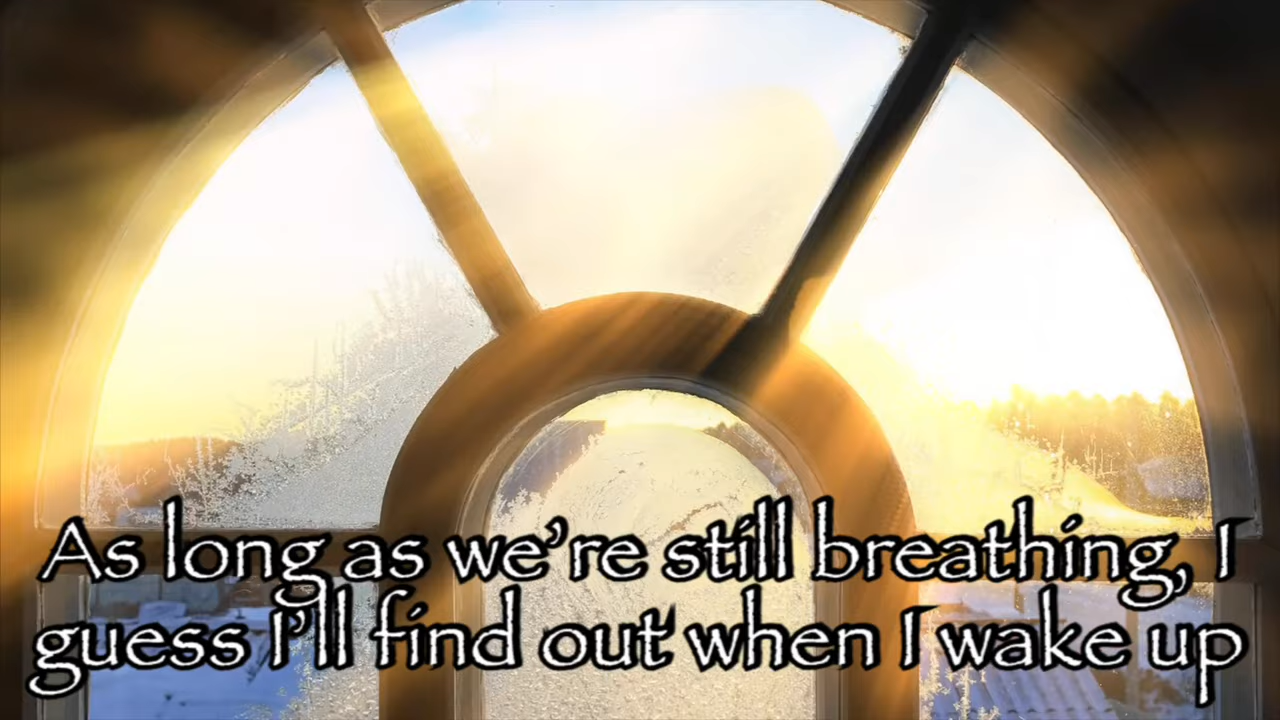 As long as we’re still breathing, I
guess I’ll find out when I wake up